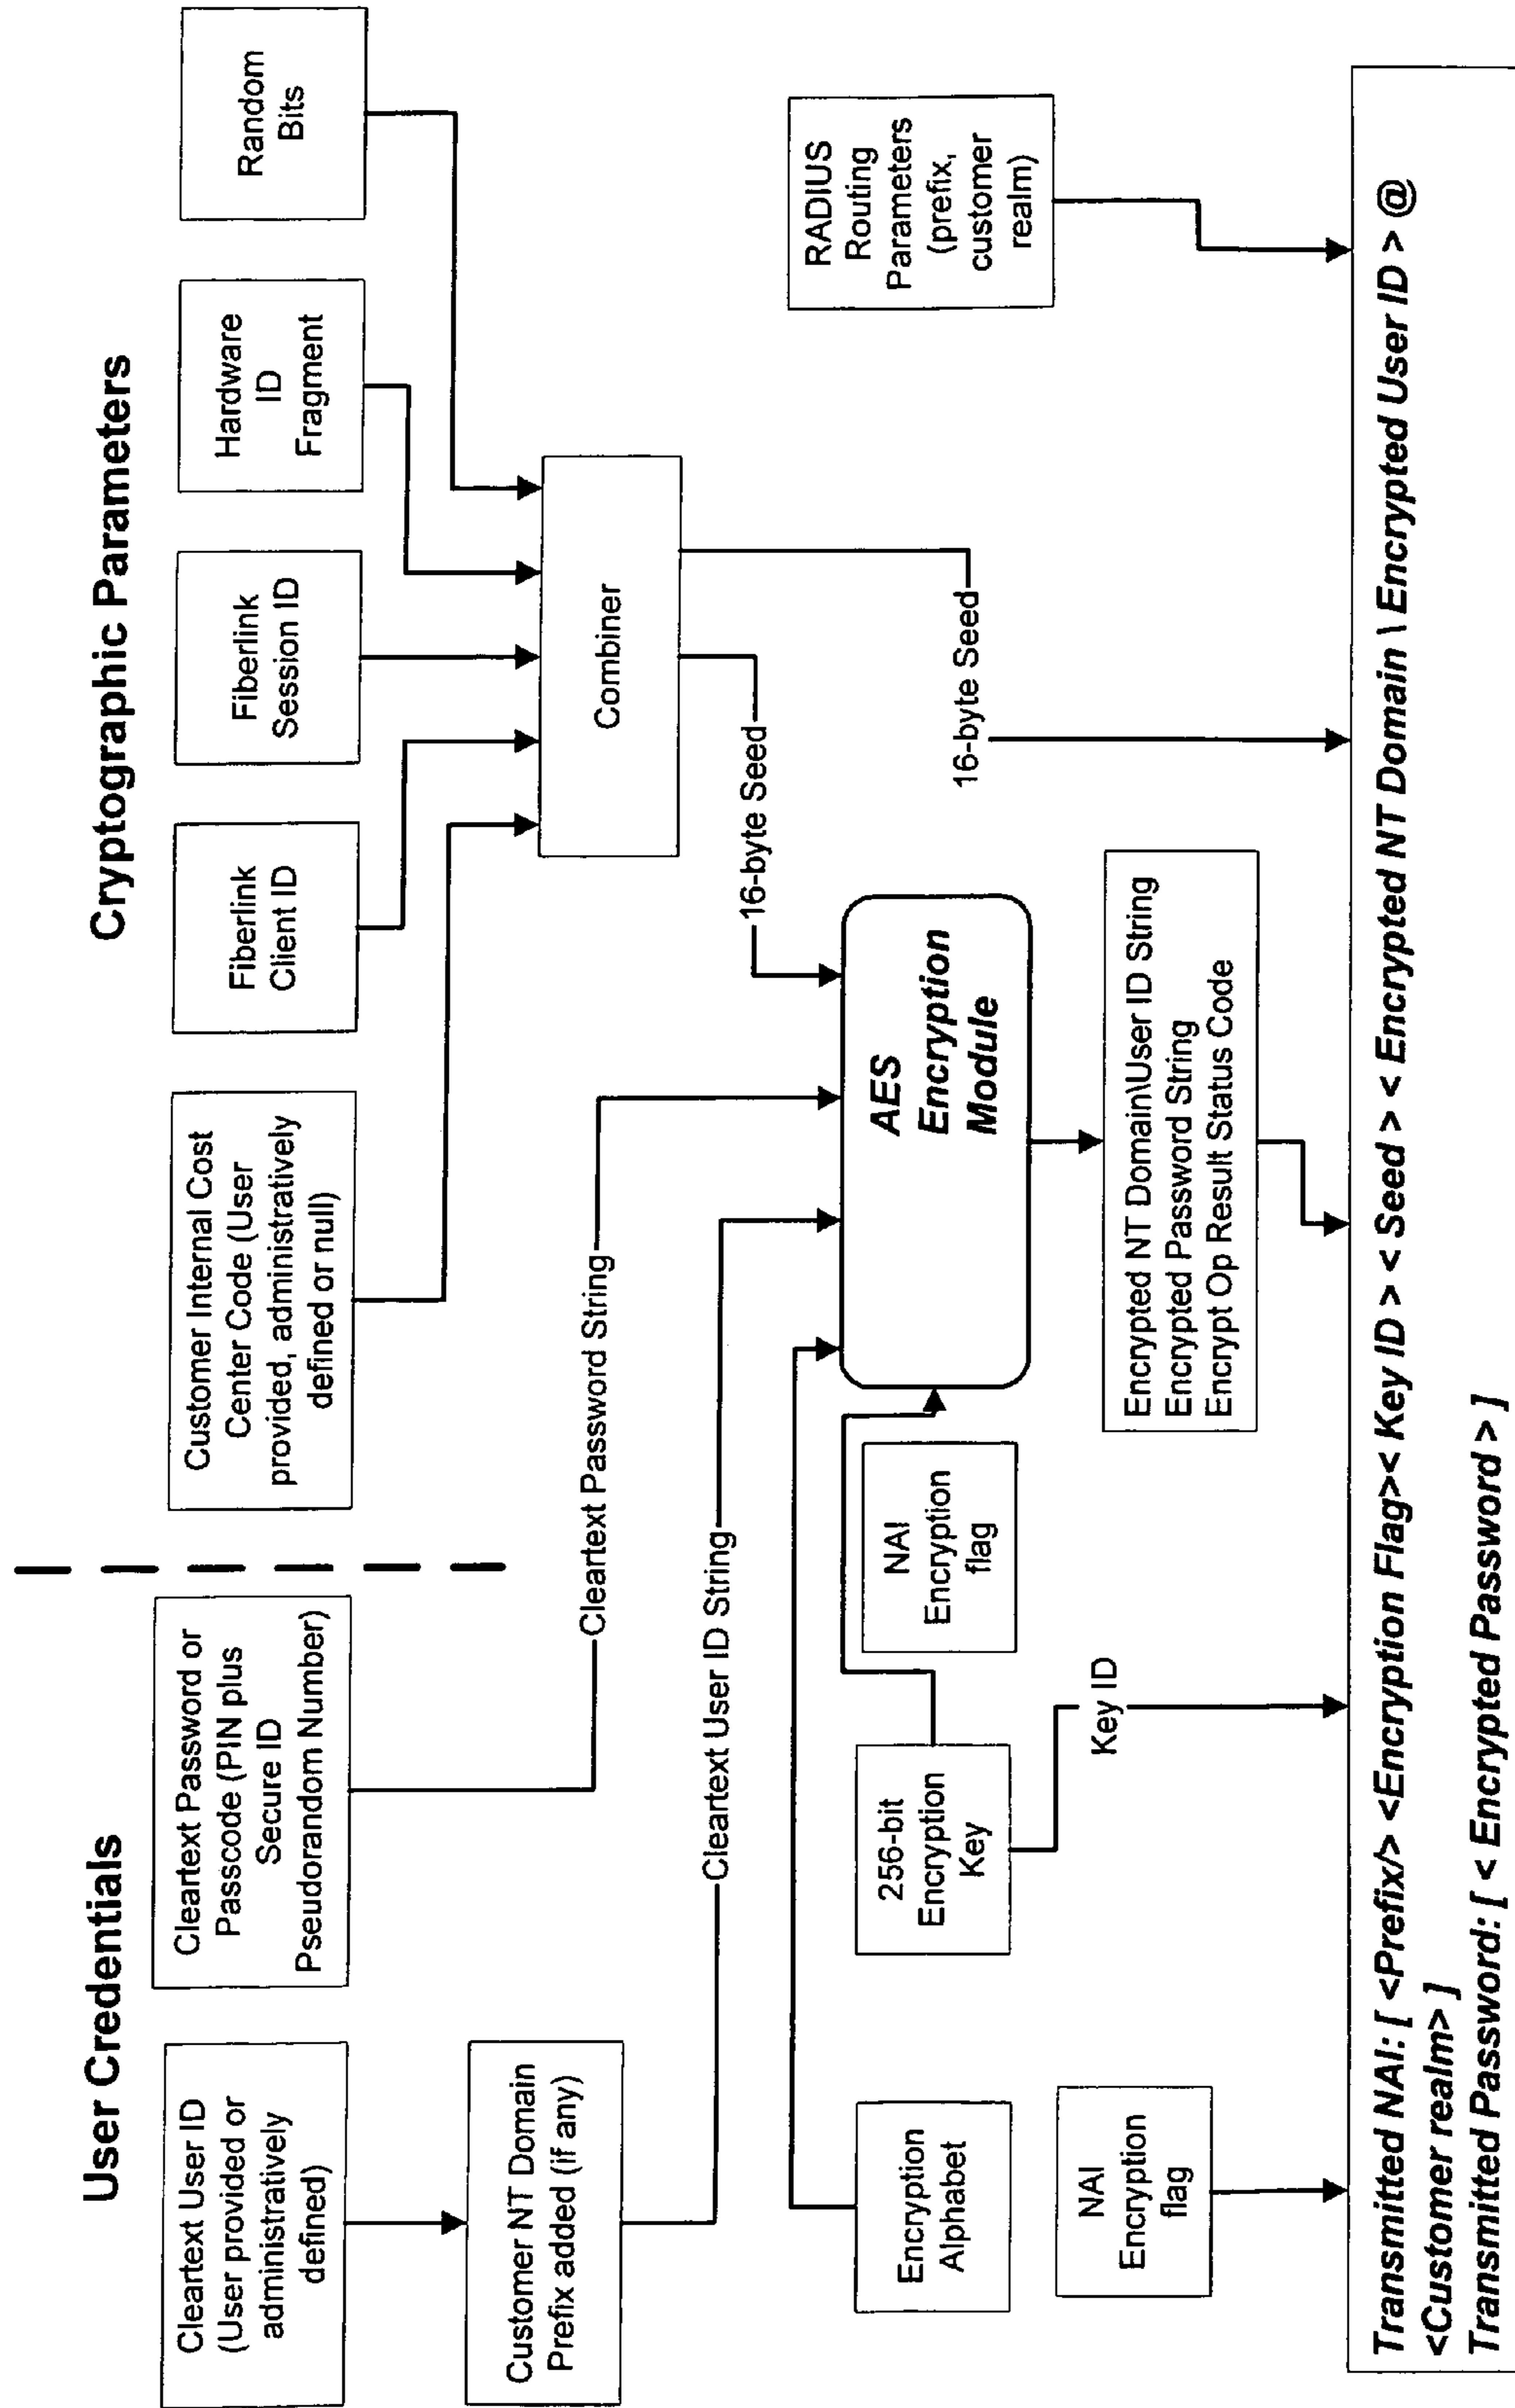 User Credentials
Cryptographic Parameters
Cleartext User ID
(User provided or
administratively
defined)
Cleartext Password or
Passcode (PIN plus
Secure ID
Pseudorandom Number)
Customer Internal Cost
Center Code (User
provided, administratively
defined or null)
Fiberlink
Client ID
Fiberlink
Session ID
Hardware
ID
Fragment
Random
Bits
Customer NT Domain
Prefix added (if any)
Combiner
Cleartext Password String
Cleartext User ID String
16-byte Seed
16-byte Seed
Encryption
Alphabet
256-bit
Encryption
Key
NAI
Encryption
flag
AES
Encryption
Module
RADIUS
Routing
Parameters
(prefix,
customer
realm)
NAI
Encryption
flag
Key ID
Encrypted NT Domain\User ID String
Encrypted Password String
Encrypt Op Result Status Code
Transmitted NAI: [ <Prefix/> <Encryption Flag>< Key ID > < Seed > < Encrypted NT Domain \ Encrypted User ID > @
<Customer realm> ]
Transmitted Password: [ < Encrypted Password > ]